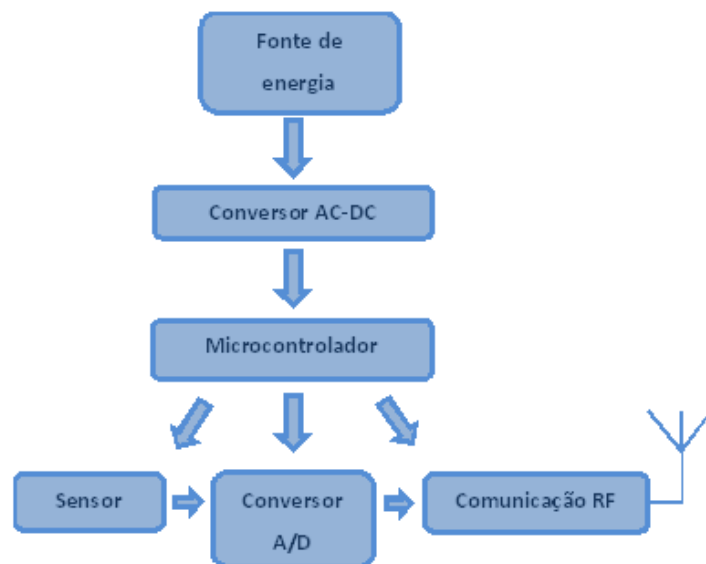 Fonte de
energia
Conversor AC-DC
Microcontrolador
Sensor
Conversor
A/D
Comunicação RF